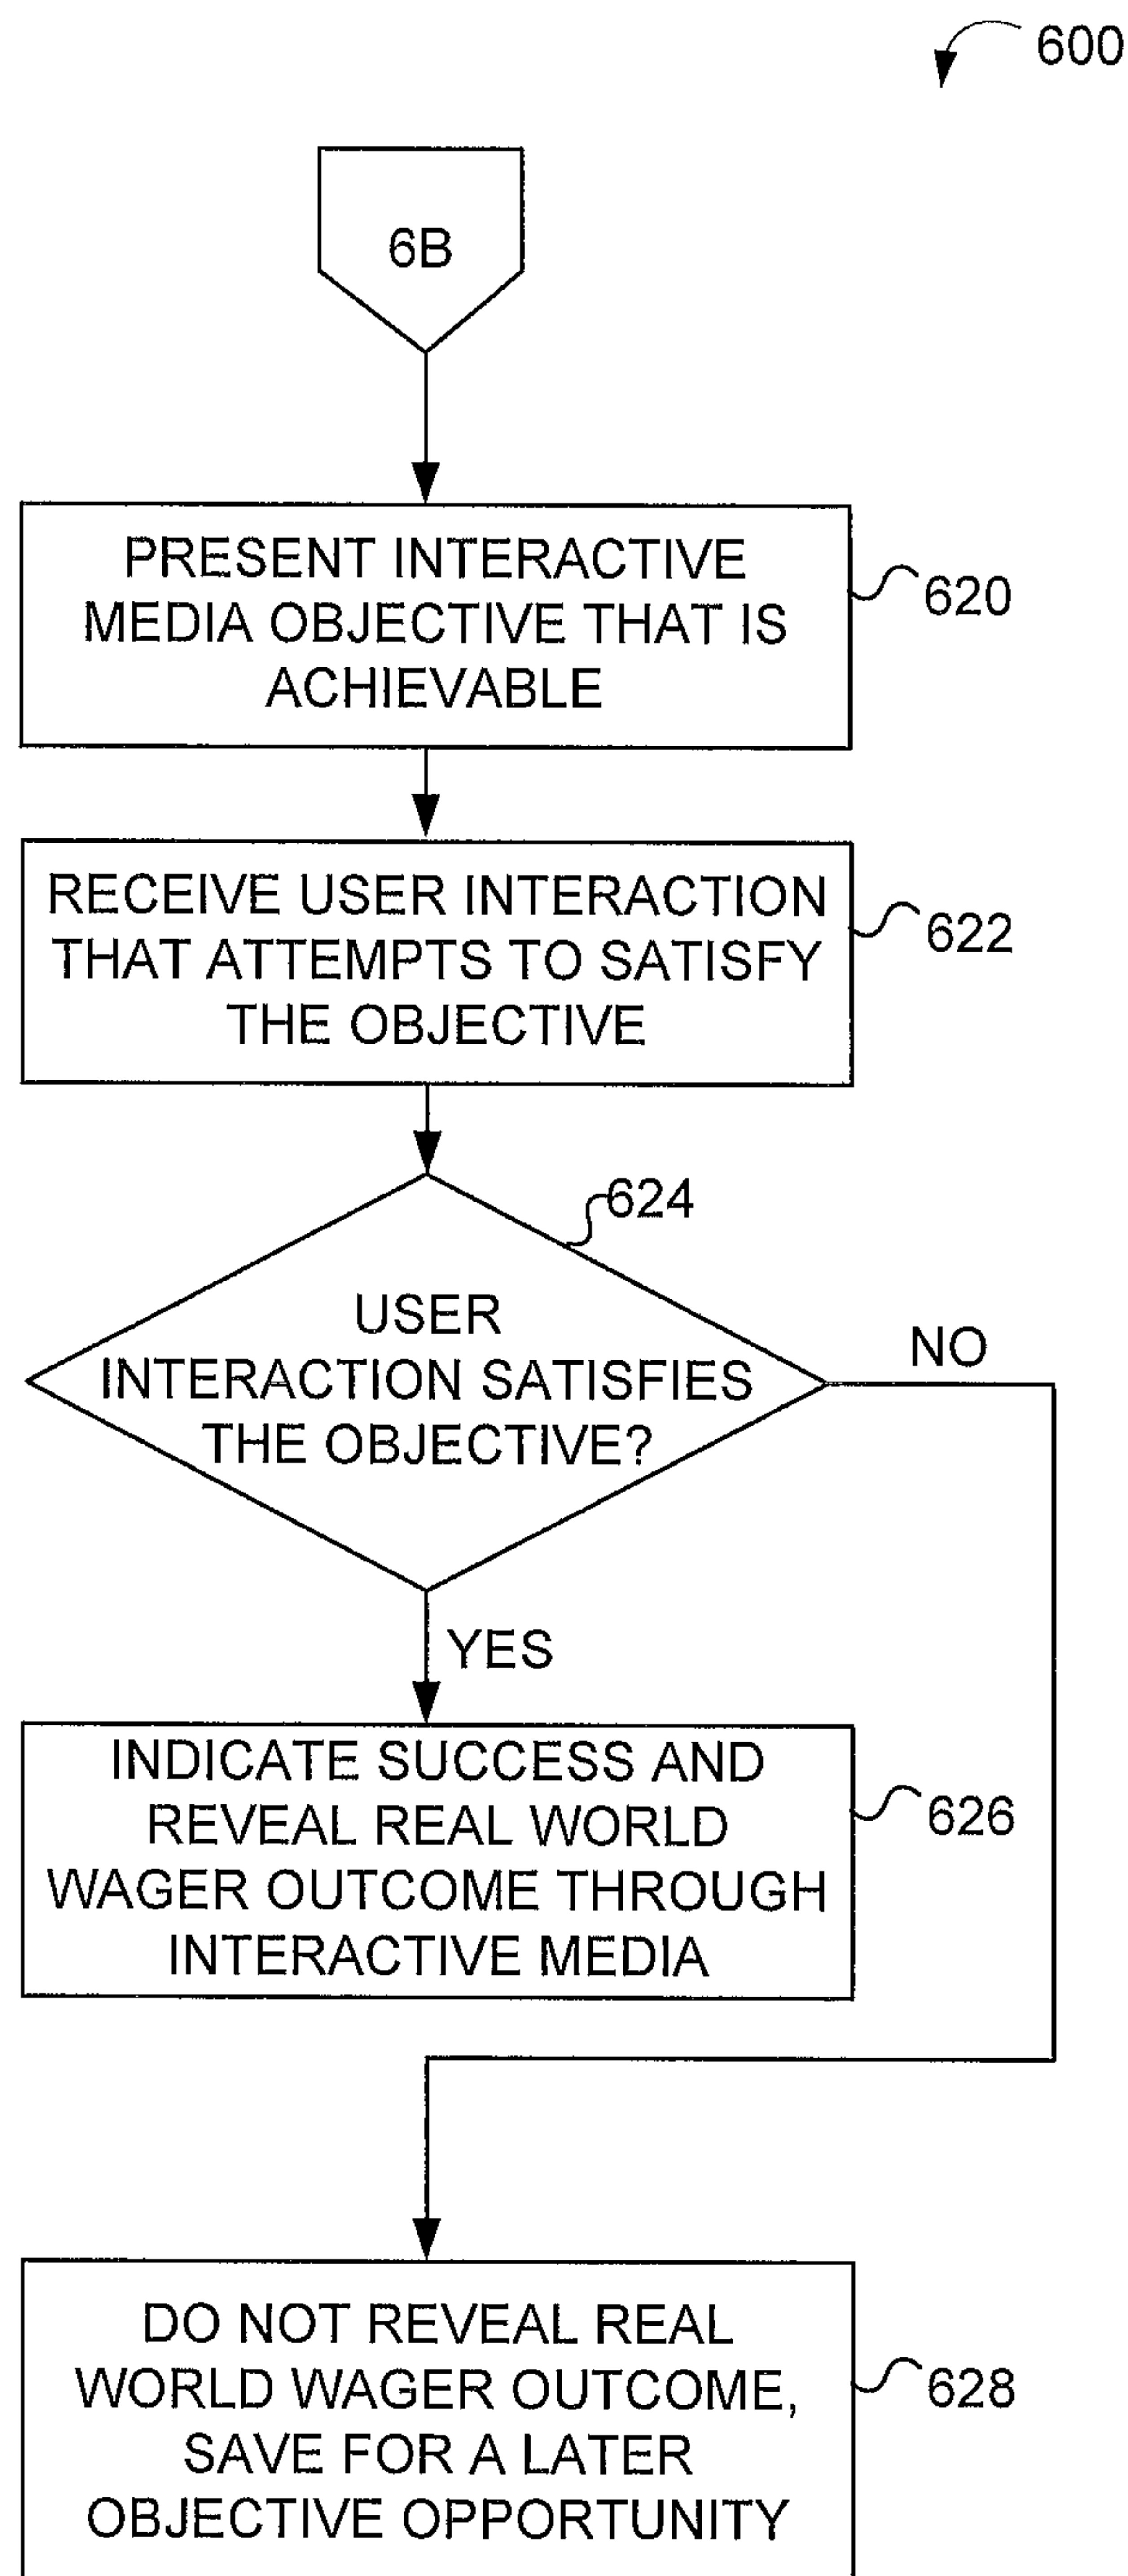 600
6B
PRESENT INTERACTIVE
MEDIA OBJECTIVE THAT IS
ACHIEVABLE
620
RECEIVE USER INTERACTION
THAT ATTEMPTS TO SATISFY
THE OBJECTIVE
622
624
USER
INTERACTION SATISFIES
THE OBJECTIVE?
NO
YES
INDICATE SUCCESS AND
REVEAL REAL WORLD
WAGER OUTCOME THROUGH
INTERACTIVE MEDIA
626
DO NOT REVEAL REAL
WORLD WAGER OUTCOME,
SAVE FOR A LATER
OBJECTIVE OPPORTUNITY
628